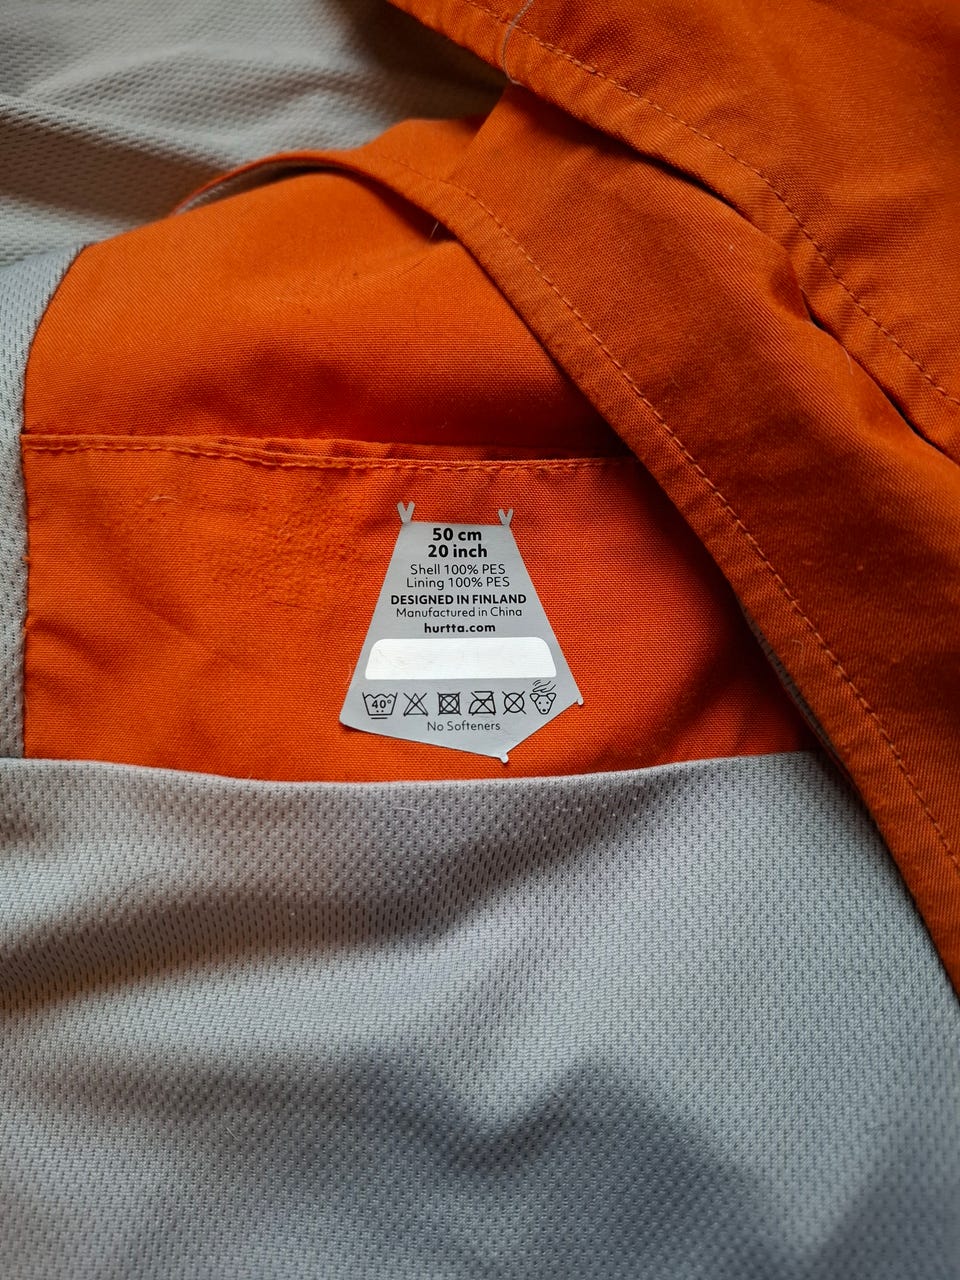 50 cm
20 inch
Shell 100% PES
Lining 100% PES
DESIGNED IN FINLAND
Manufactured in China
hurtta.com
40°
No Softeners